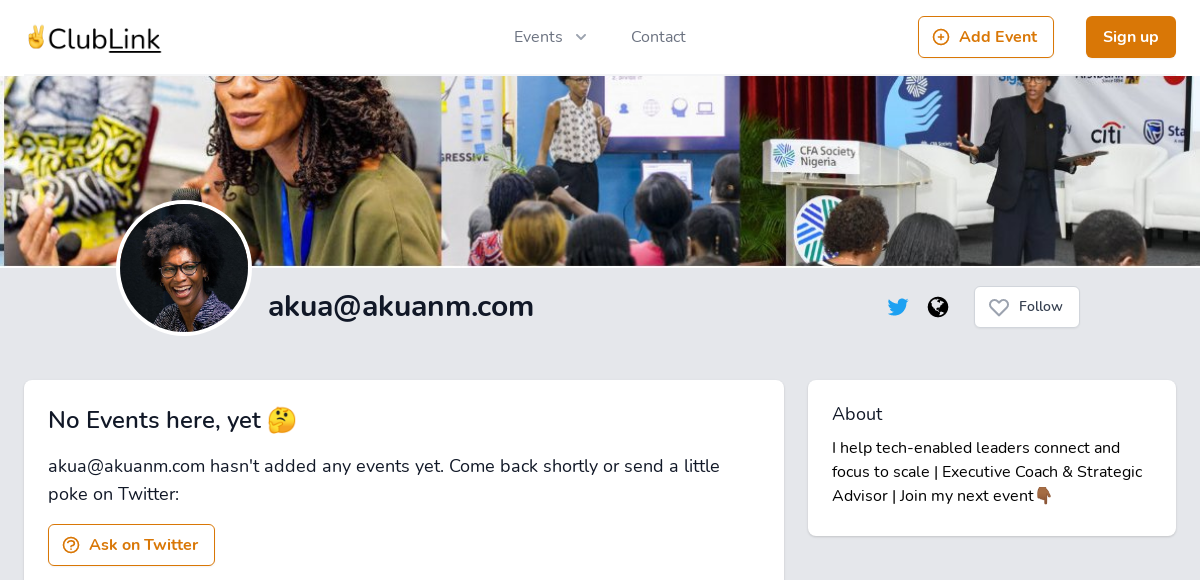 ✌️ClubLink
Events
Contact
Add Event
Sign up
GRESSIVE
CFA Society
Nigeria
citi
Sta
akua@akuanm.com
Follow
No Events here, yet 🤔
akua@akuanm.com hasn't added any events yet. Come back shortly or send a little
poke on Twitter:
Ask on Twitter
About
I help tech-enabled leaders connect and
focus to scale | Executive Coach & Strategic
Advisor | Join my next event👇🏾